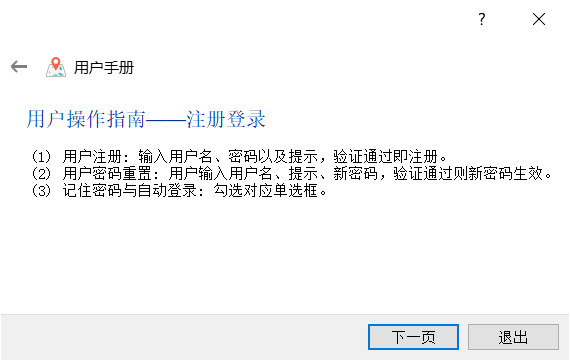 ?
用户手册
用户操作指南——注册登录
(1) 用户注册: 输入用户名、密码以及提示，验证通过即注册。
(2) 用户密码重置: 用户输入用户名、提示、新密码，验证通过则新密码生效。
(3) 记住密码与自动登录: 勾选对应单选框。
下一页 退出